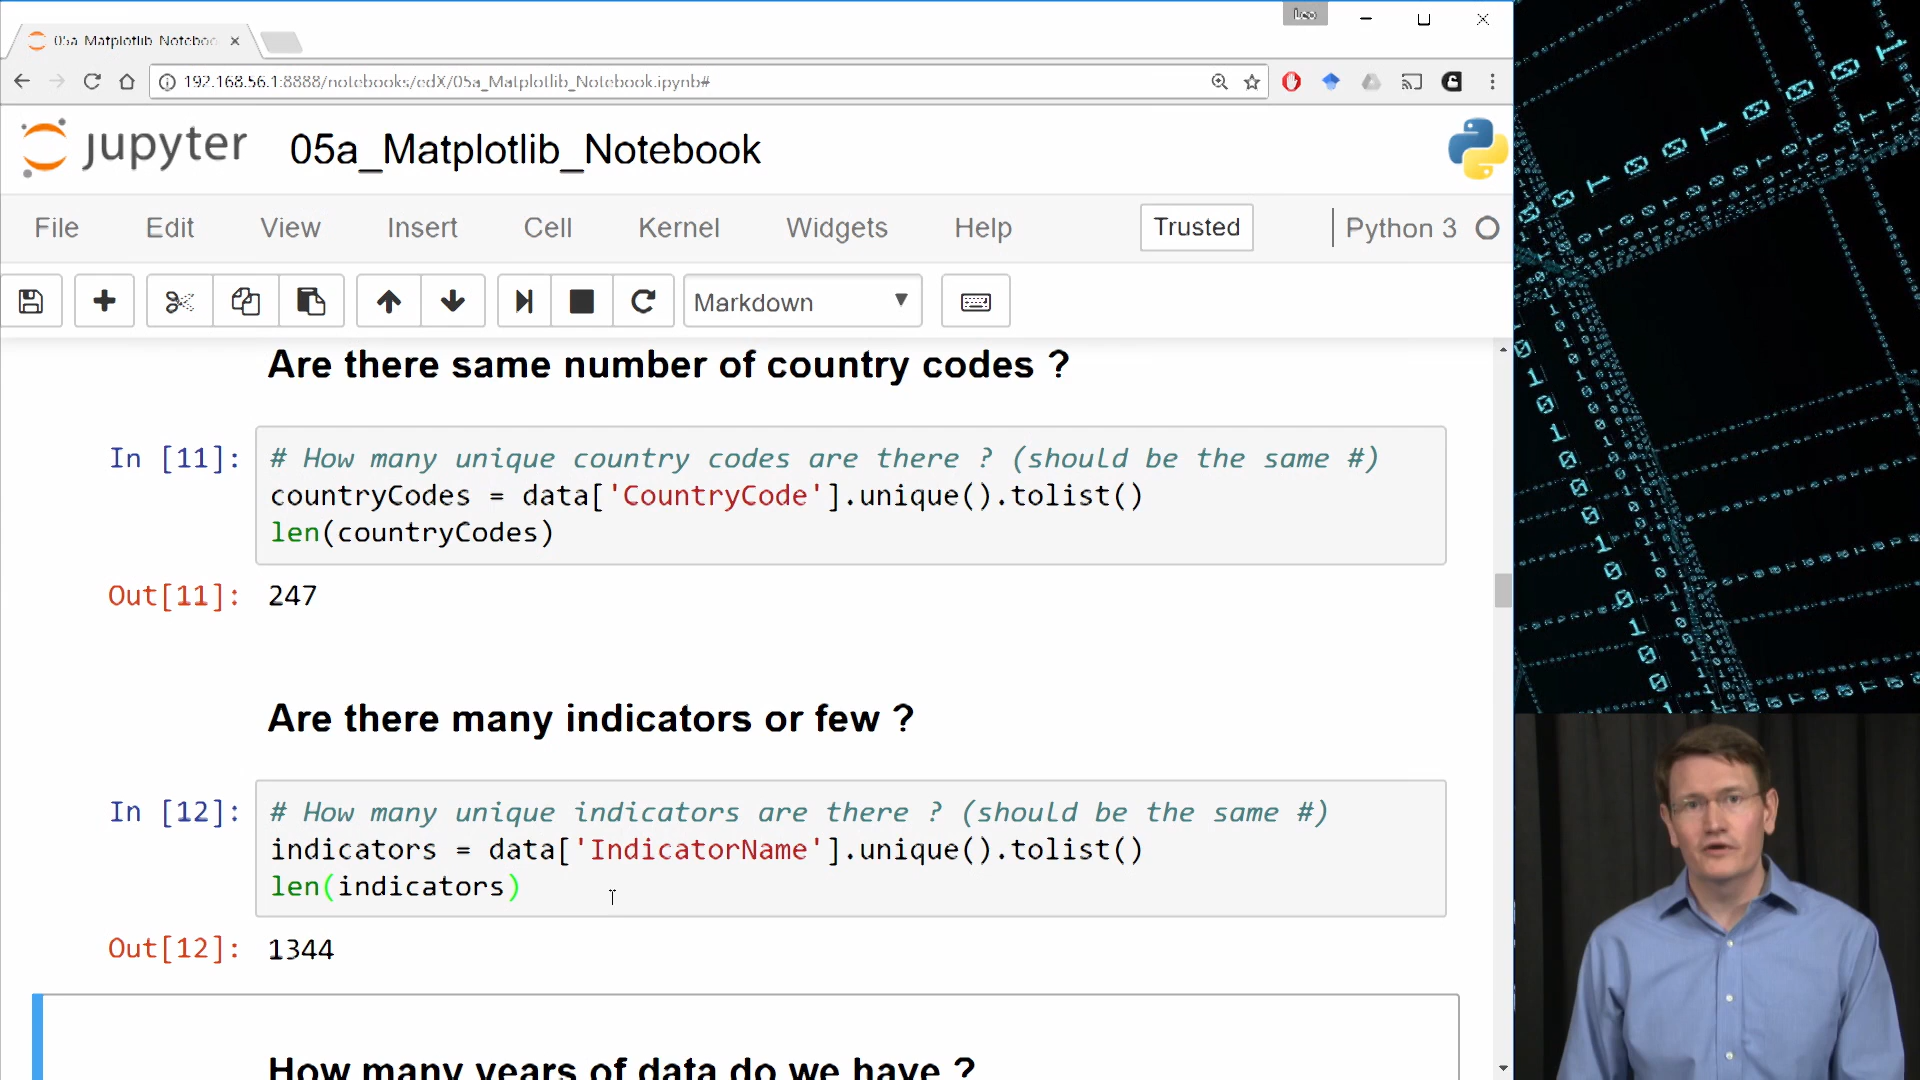 Leo
05a_Matplotlib_Noteboo
192.168.56.1:8888/notebooks/edX/05a_Matplotlib_Notebook.ipynb#
jupyter 05a_Matplotlib_Notebook
File Edit View Insert Cell Kernel Widgets Help Trusted Python 3
Markdown
Are there same number of country codes ?
In [11]: # How many unique country codes are there ? (should be the same #)
countryCodes = data['CountryCode'].unique().tolist()
len(countryCodes)
Out[11]: 247
Are there many indicators or few ?
In [12]: # How many unique indicators are there ? (should be the same #)
indicators = data['IndicatorName'].unique().tolist()
len(indicators)
Out[12]: 1344
How many years of data do we have ?